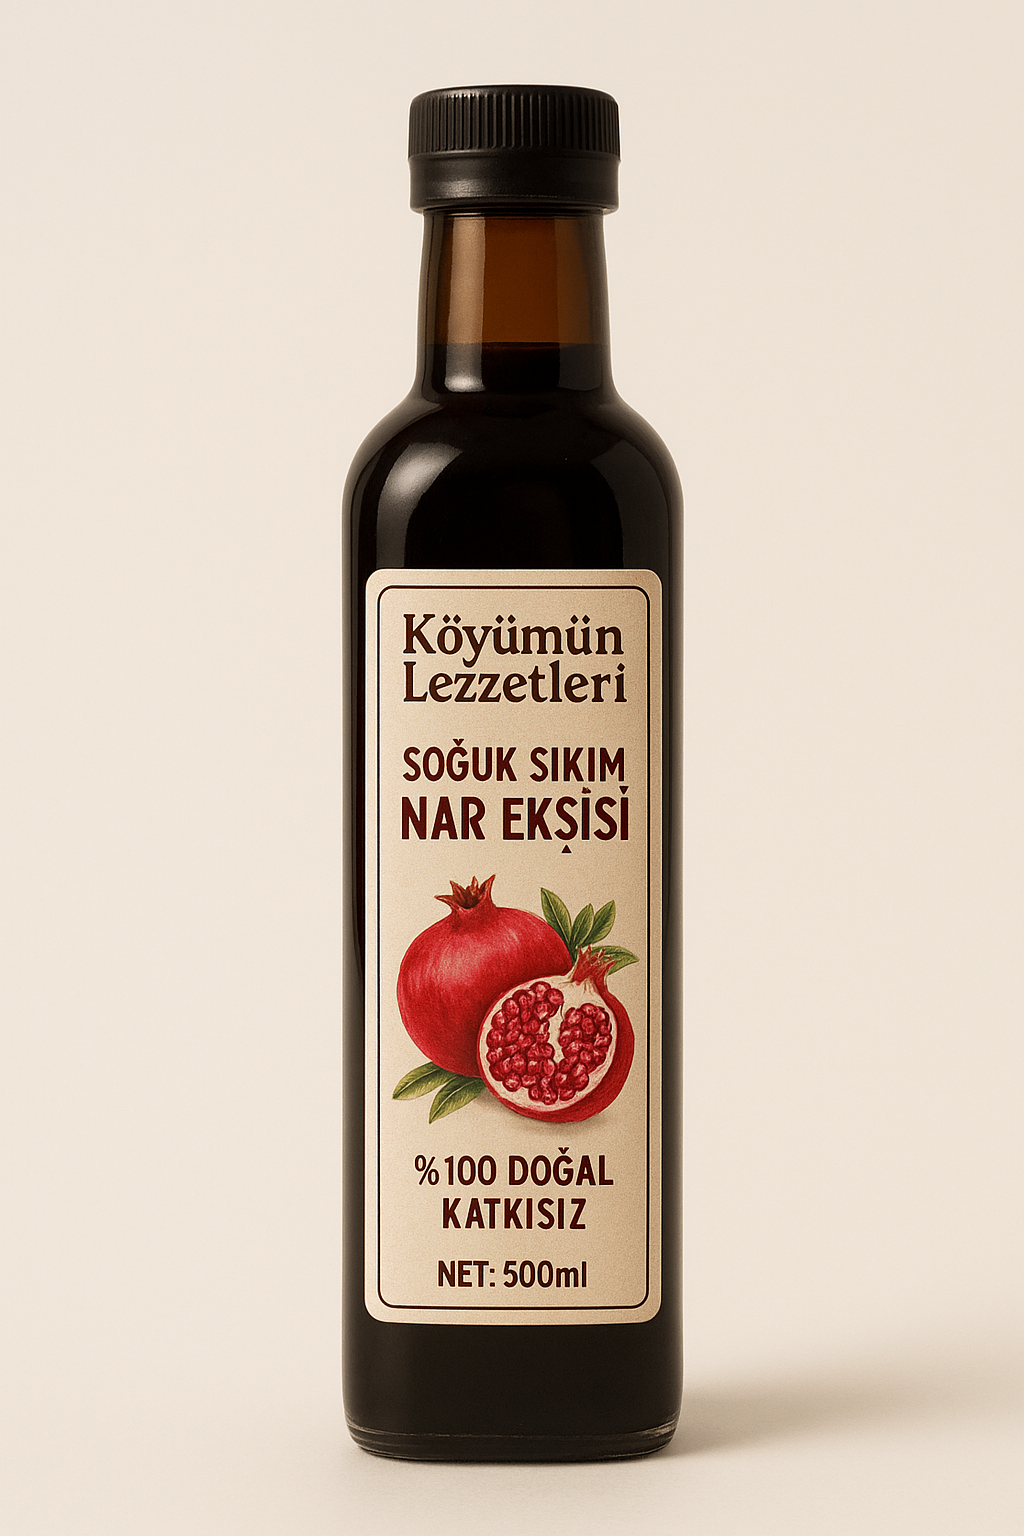 Köyümün
Lezzetleri
SOĞUK SIKIM
NAR EKŞİSİ
%100 DOĞAL
KATKISIZ
NET: 500ml